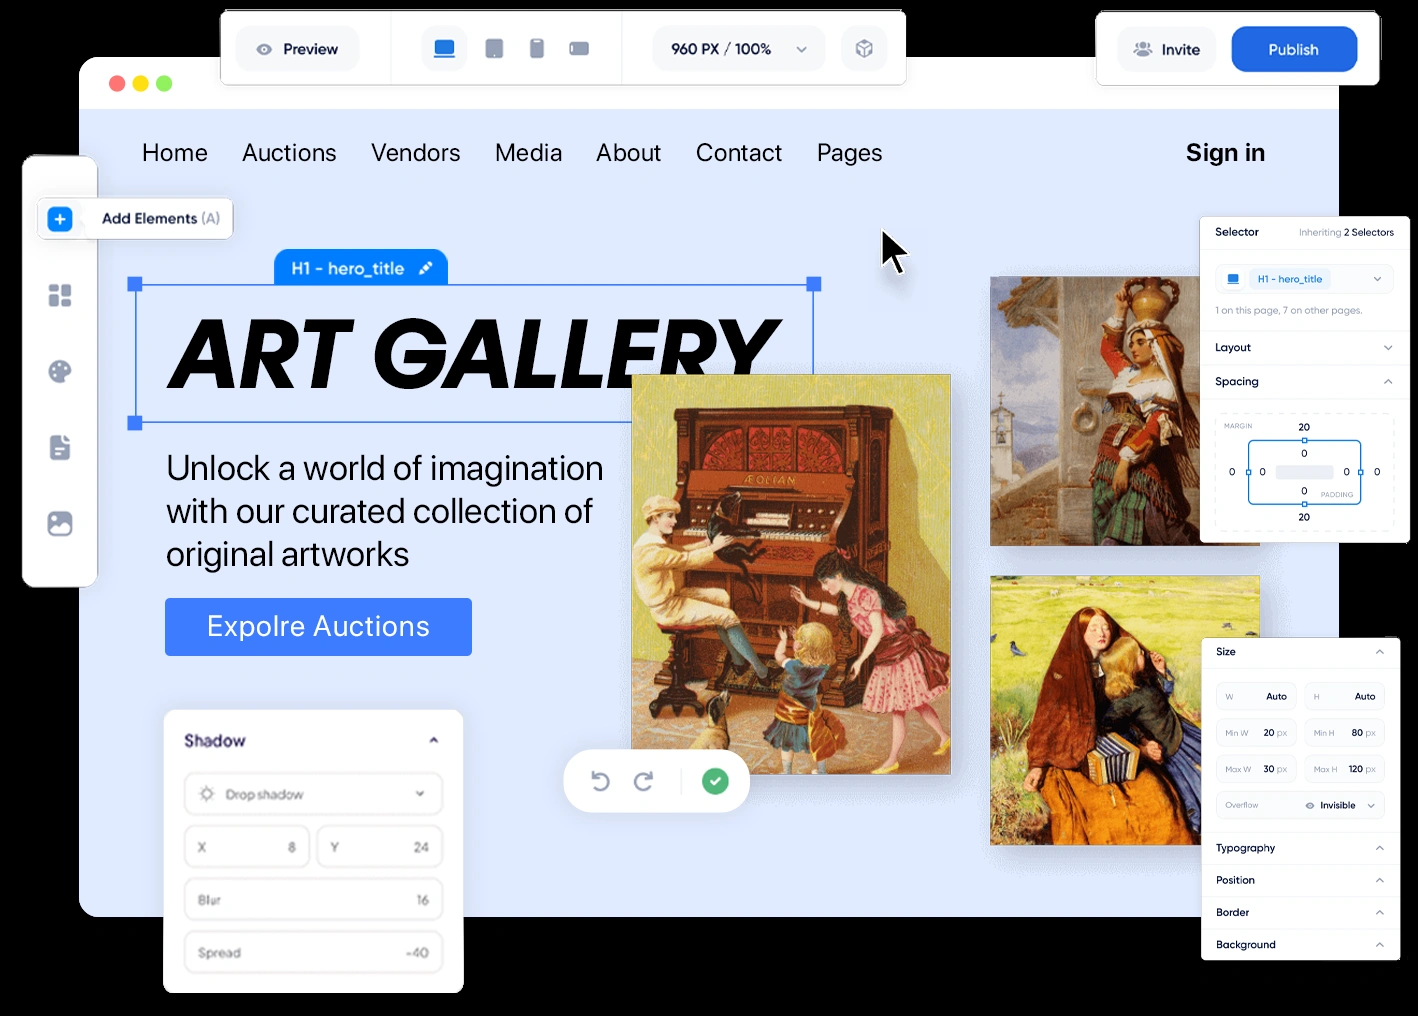 Preview
960 PX / 100%
Invite
Publish
Home Auctions Vendors Media About Contact Pages Sign in
Add Elements (A)
H1 - hero_title
ART GALLERY
Unlock a world of imagination
with our curated collection of
original artworks
Expolre Auctions
ÆOLIAN
Shadow
Drop shadow
X 8 Y 24
Blur 16
Spread -40
Selector Inheriting 2 Selectors
H1 - hero_title
1 on this page, 7 on other pages.
Layout
Spacing
MARGIN 20
0
0 0 0 0
0 PADDING
20
Size
W Auto H Auto
Min W 20 px Min H 80 px
Max W 30 px Max H 120 px
Overflow Invisible
Typography
Position
Border
Background